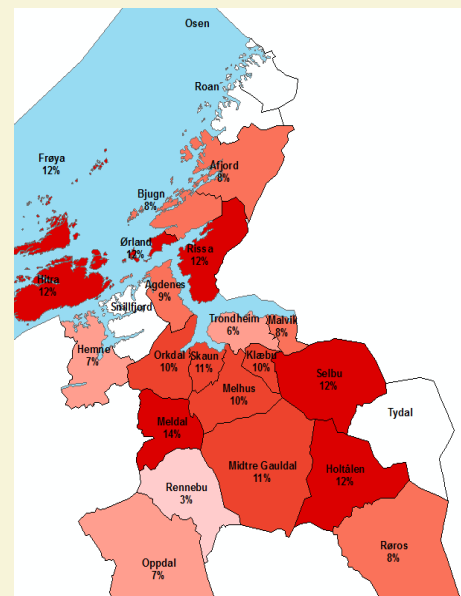 Osen
Roan
Frøya
12%
Afjord
8%
Bjugn
8%
Ørland
12%
Rissa
12%
Hitra
12%
Agdenes
9%
Snillfjord
Trondheim
6%
Malvik
8%
Hemne
7%
Orkdal
10%
Skaun
11%
Klæbu
10%
Melhus
10%
Selbu
12%
Tydal
Meldal
14%
Midtre Gauldal
11%
Holtålen
12%
Rennebu
3%
Oppdal
7%
Røros
8%